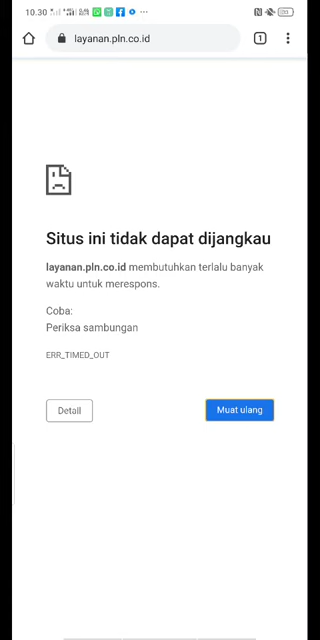 10.30
layanan.pln.co.id
1
Situs ini tidak dapat dijangkau
layanan.pln.co.id membutuhkan terlalu banyak
waktu untuk merespons.
Coba:
Periksa sambungan
ERR_TIMED_OUT
Detail
Muat ulang